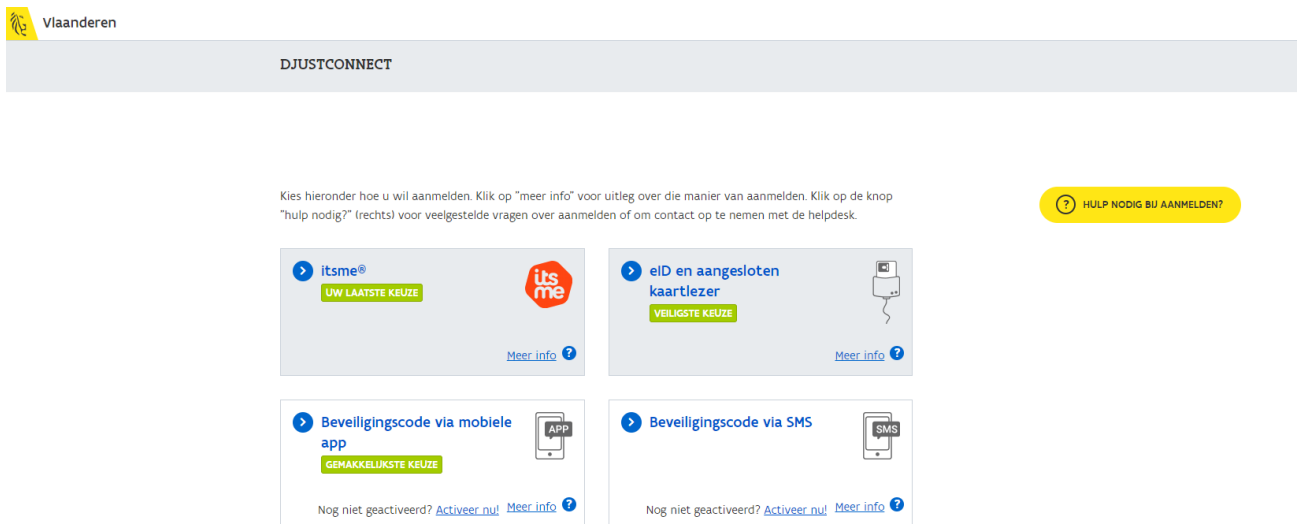 Vlaanderen
DJUSTCONNECT
Kies hieronder hoe u wil aanmelden. Klik op "meer info" voor uitleg over die manier van aanmelden. Klik op de knop
"hulp nodig?" (rechts) voor veelgestelde vragen over aanmelden of om contact op te nemen met de helpdesk.
? HULP NODIG BIJ AANMELDEN?
itsme®
UW LAATSTE KEUZE
its
me
Meer info ?
eID en aangesloten
kaartlezer
VEILIGSTE KEUZE
Meer info ?
Beveiligingscode via mobiele
app
GEMAKKELIJKSTE KEUZE
APP
Nog niet geactiveerd? Activeer nu! Meer info ?
Beveiligingscode via SMS
SMS
Nog niet geactiveerd? Activeer nu! Meer info ?